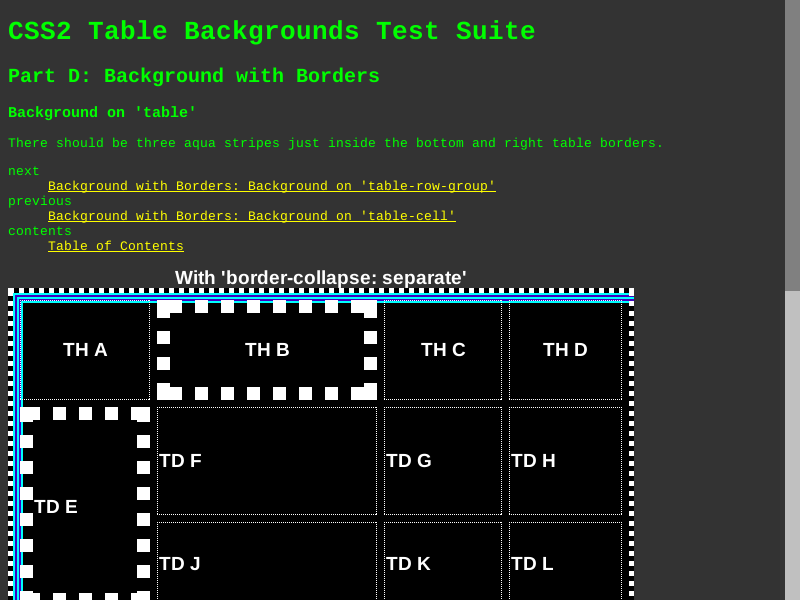 CSS2 Table Backgrounds Test Suite
Part D: Background with Borders
Background on 'table'
There should be three aqua stripes just inside the bottom and right table borders.
next
Background with Borders: Background on 'table-row-group'
previous
Background with Borders: Background on 'table-cell'
contents
Table of Contents
With 'border-collapse: separate'
TH A TH B TH C TH D
TD F TD G TD H
TD E
TD J TD K TD L